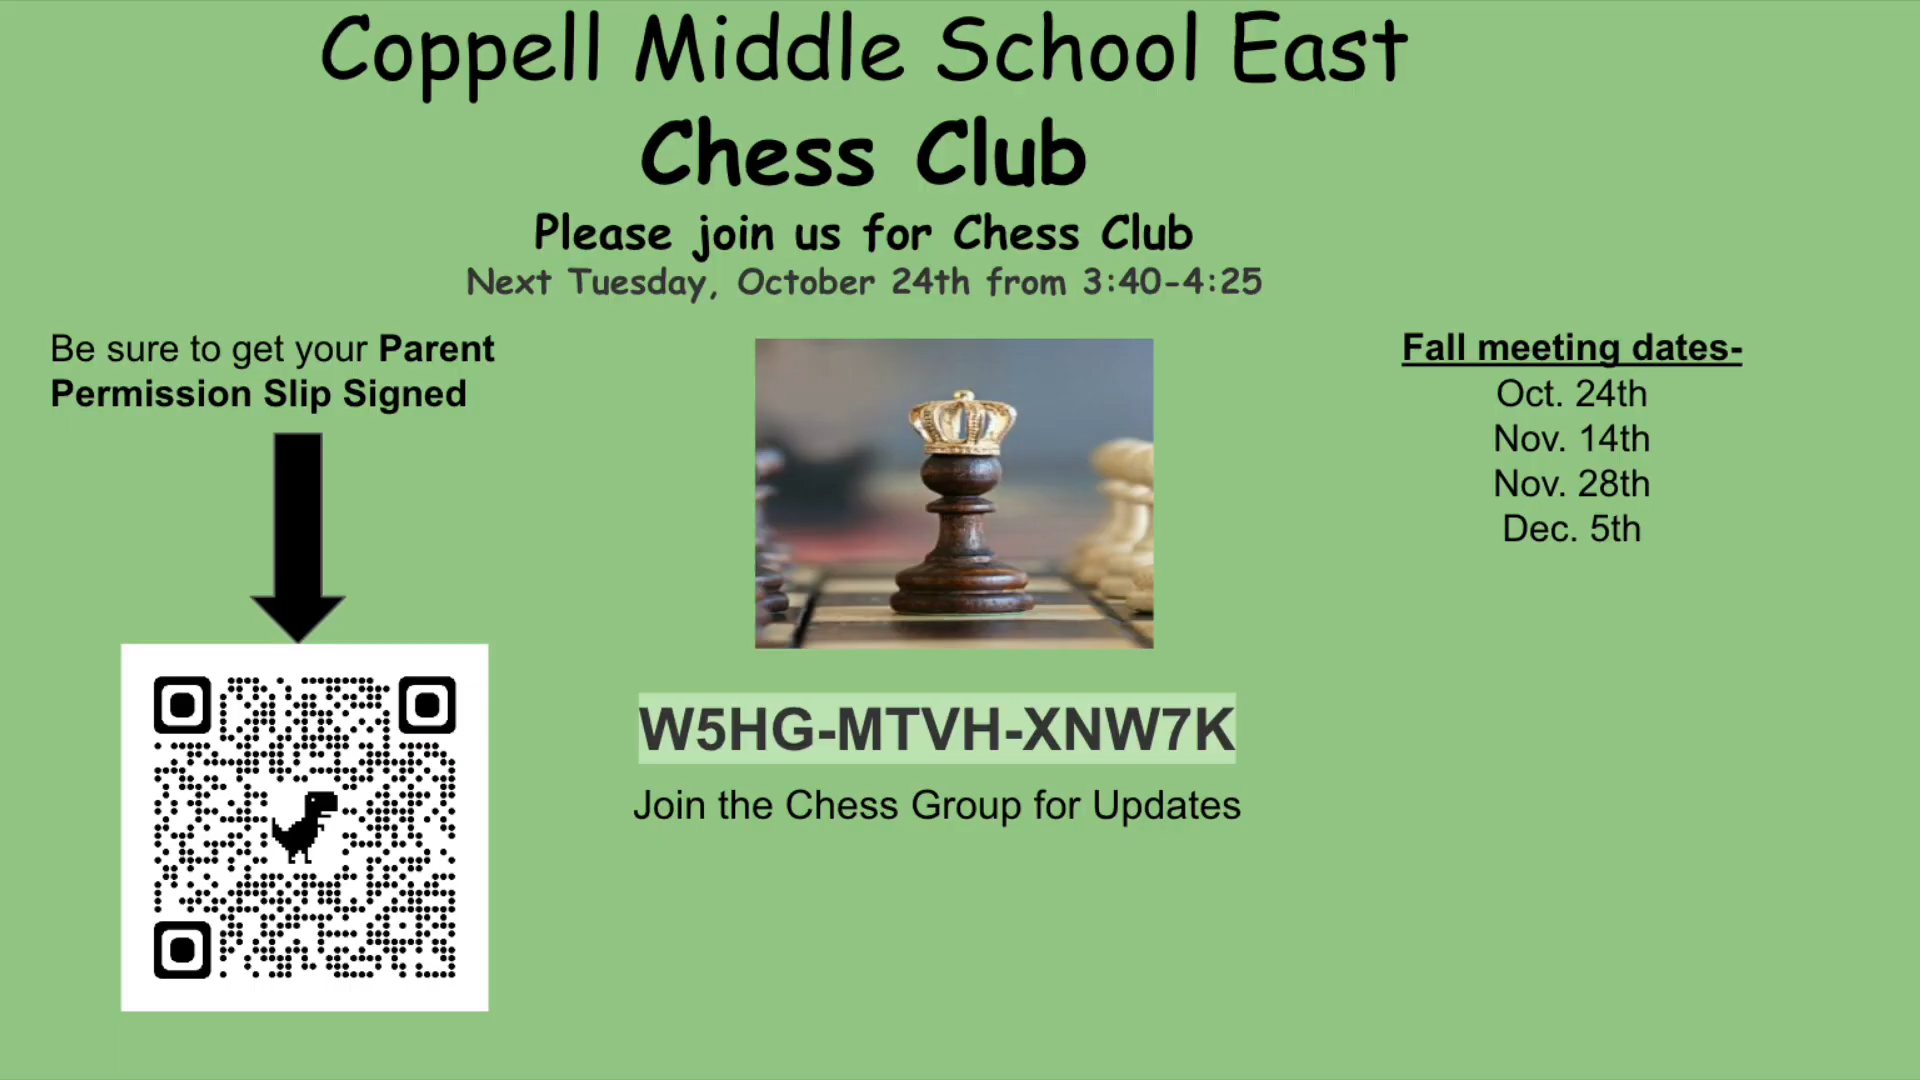 Coppell Middle School East
Chess Club
Please join us for Chess Club
Next Tuesday, October 24th from 3:40-4:25
Be sure to get your Parent
Permission Slip Signed
Fall meeting dates-
Oct. 24th
Nov. 14th
Nov. 28th
Dec. 5th
W5HG-MTVH-XNW7K
Join the Chess Group for Updates